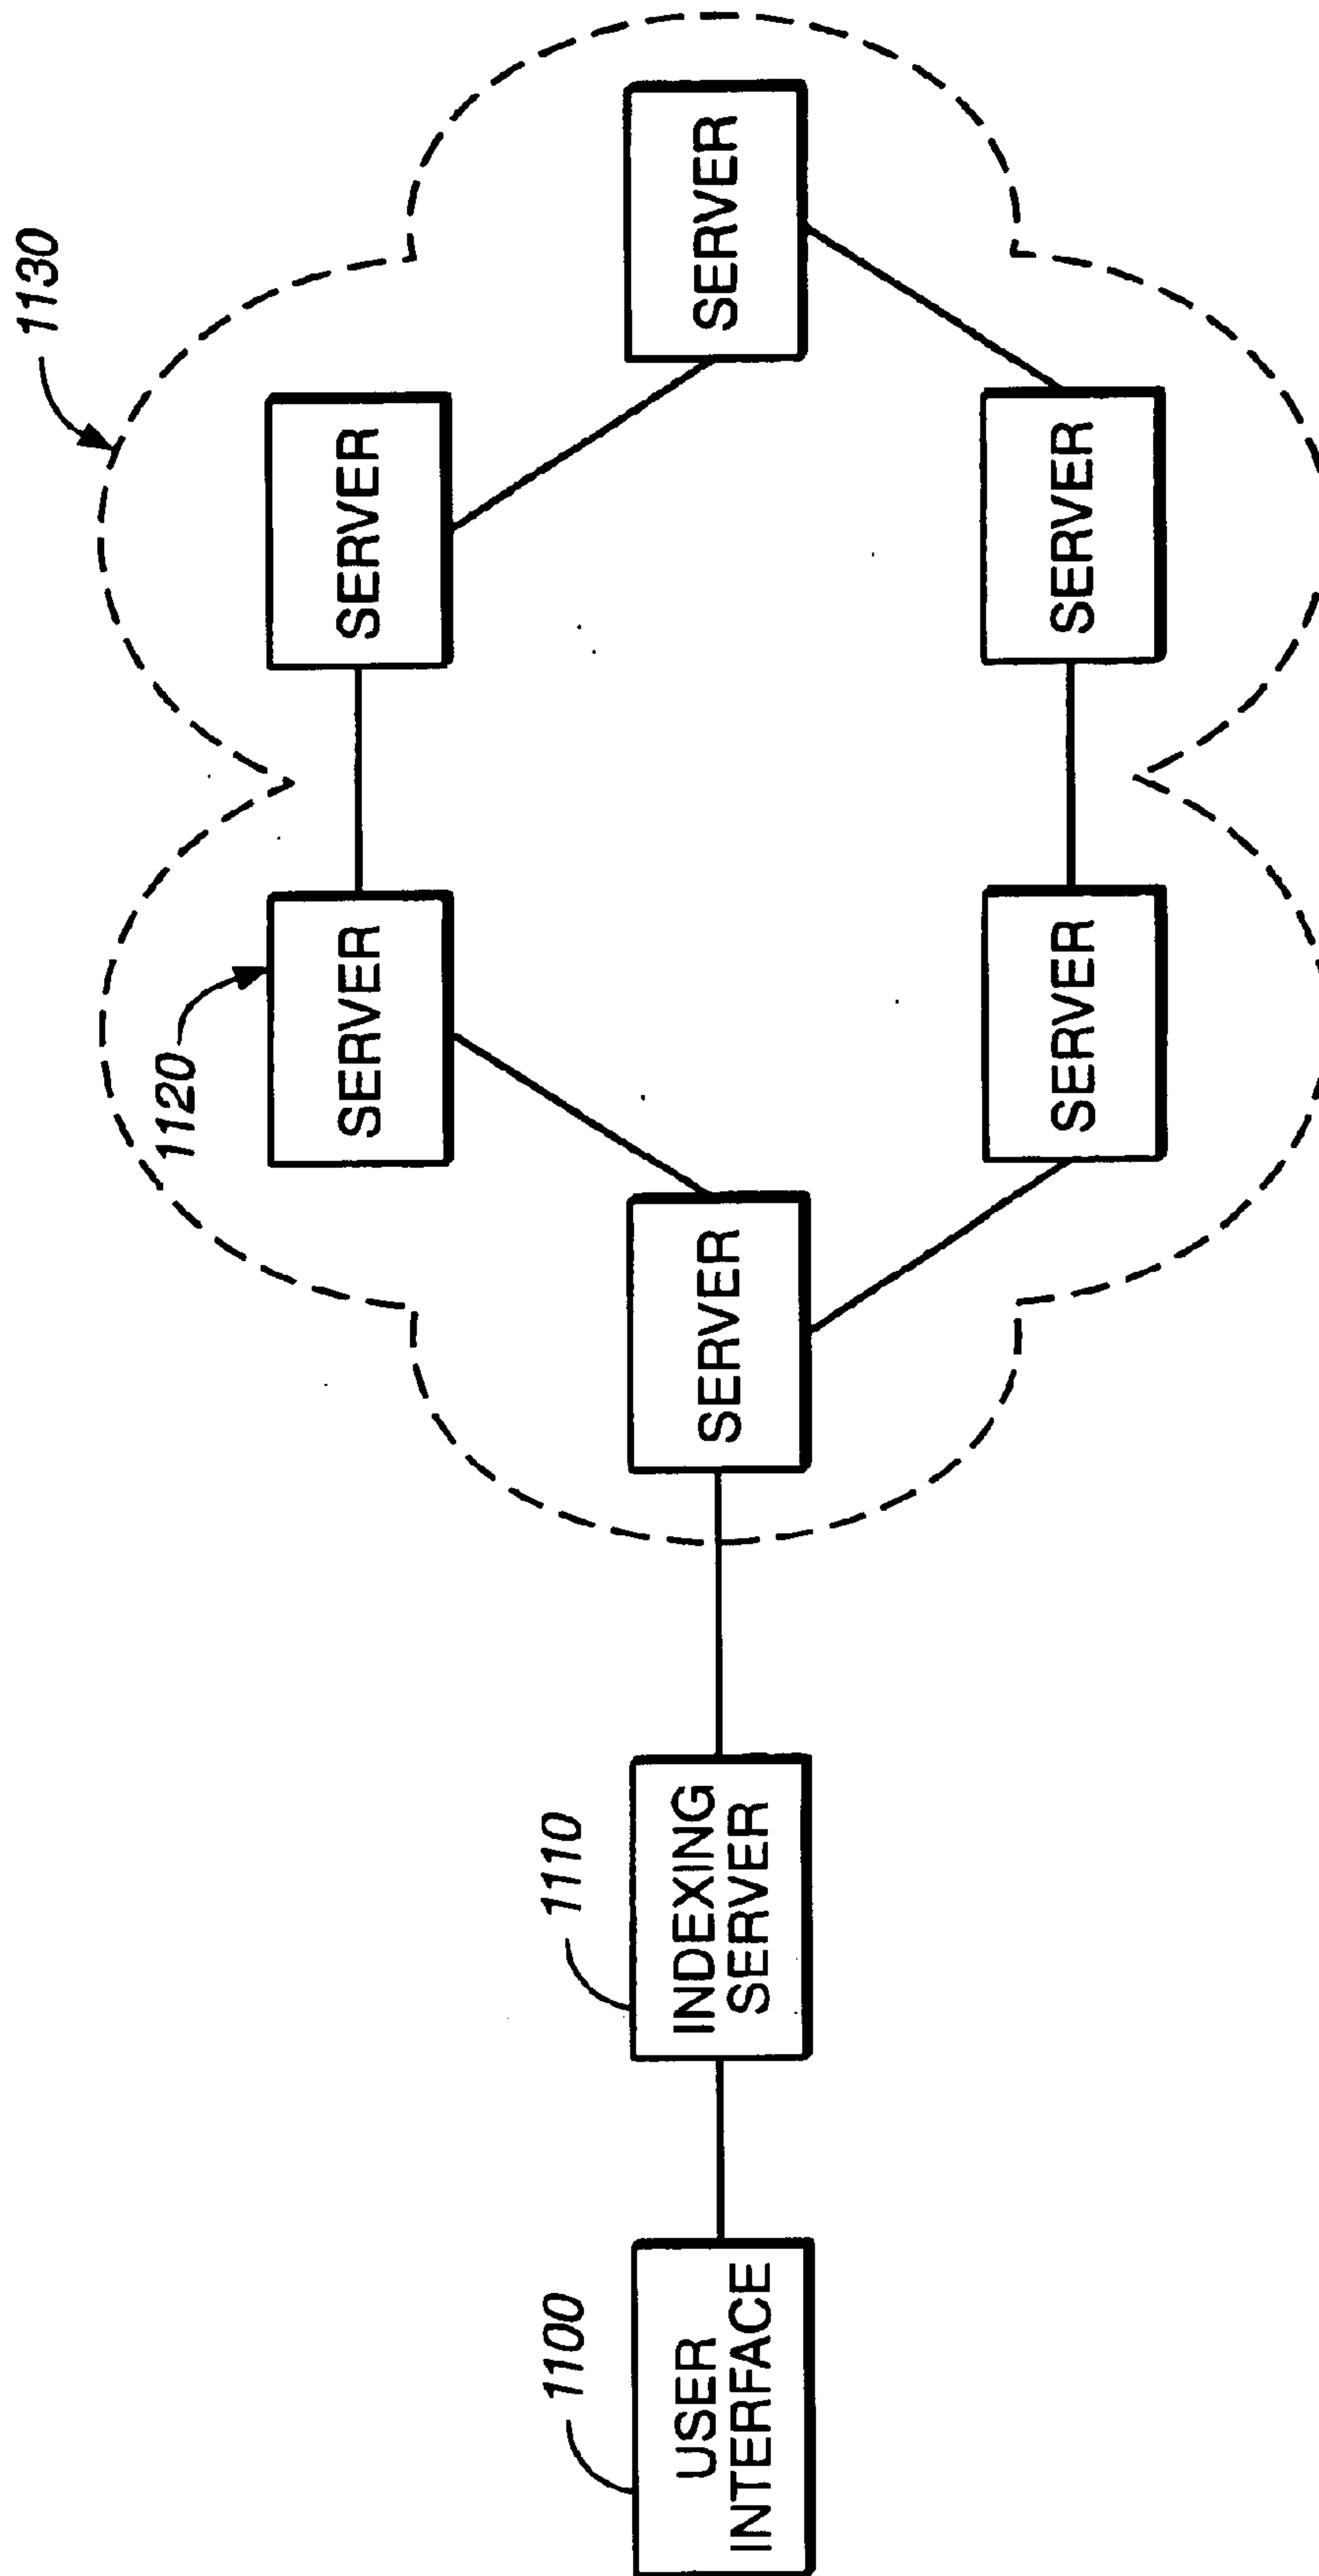 1130
SERVER
1120
SERVER
SERVER
SERVER
SERVER
SERVER
1110
INDEXING
SERVER
1100
USER
INTERFACE